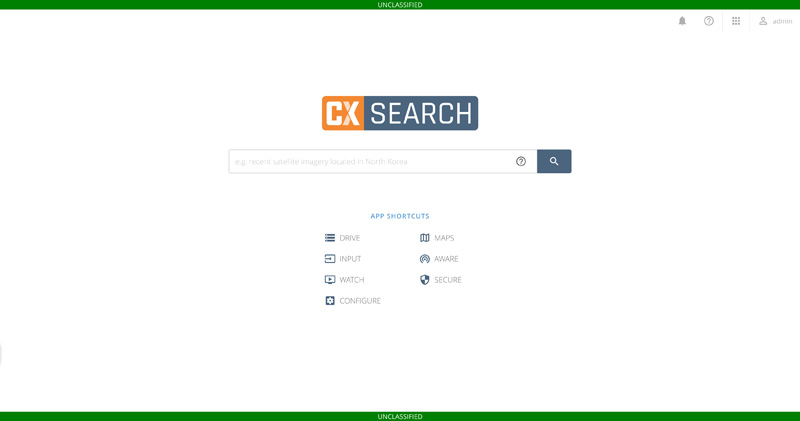 UNCLASSIFIED
admin
CX SEARCH
e.g. recent satellite imagery located in North Korea
APP SHORTCUTS
DRIVE
MAPS
INPUT
AWARE
WATCH
SECURE
CONFIGURE
UNCLASSIFIED